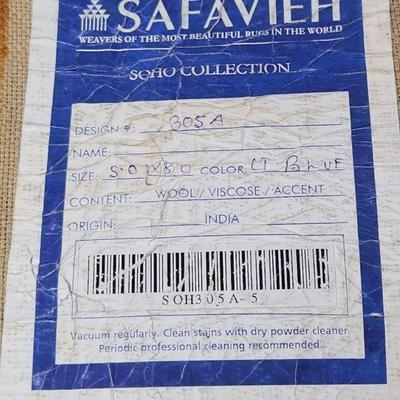 SAFAVIEH
WEAVERS OF THE MOST BEAUTIFUL RUGS IN THE WORLD
SOHO COLLECTION
DESIGN #: 305A
NAME:
SIZE: 5.0 X 8.0 COLOR: LT BLUE
CONTENT: WOOL / VISCOSE / ACCENT
ORIGIN: INDIA
SOH305A-5
Vacuum regularly. Clean stains with dry powder cleaner.
Periodic professional cleaning recommended.